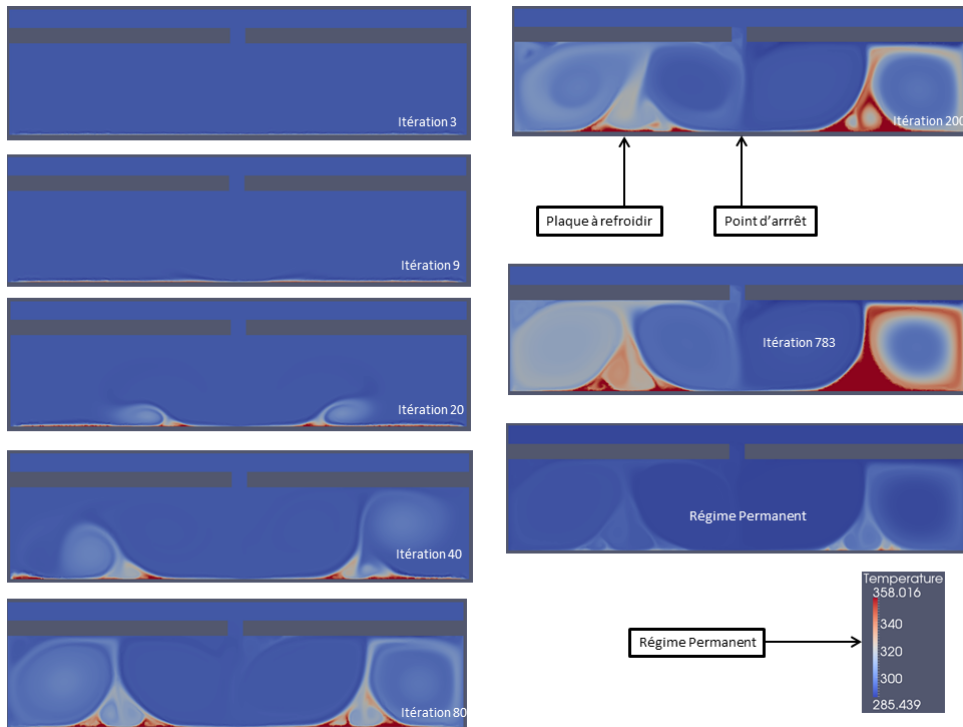 Itération 3
Itération 9
Itération 20
Itération 40
Itération 80
Itération 200
Plaque à refroidir
Point d'arrrêt
Itération 783
Régime Permanent
Régime Permanent
Temperature
358.016
340
320
300
285.439